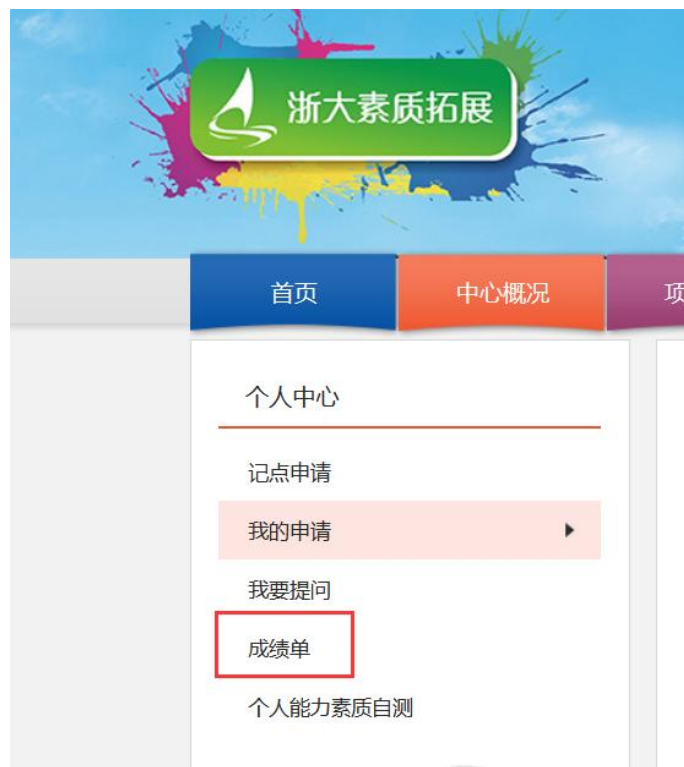 浙大素质拓展
首页 中心概况 项
个人中心
记点申请
我的申请
我要提问
成绩单
个人能力素质自测